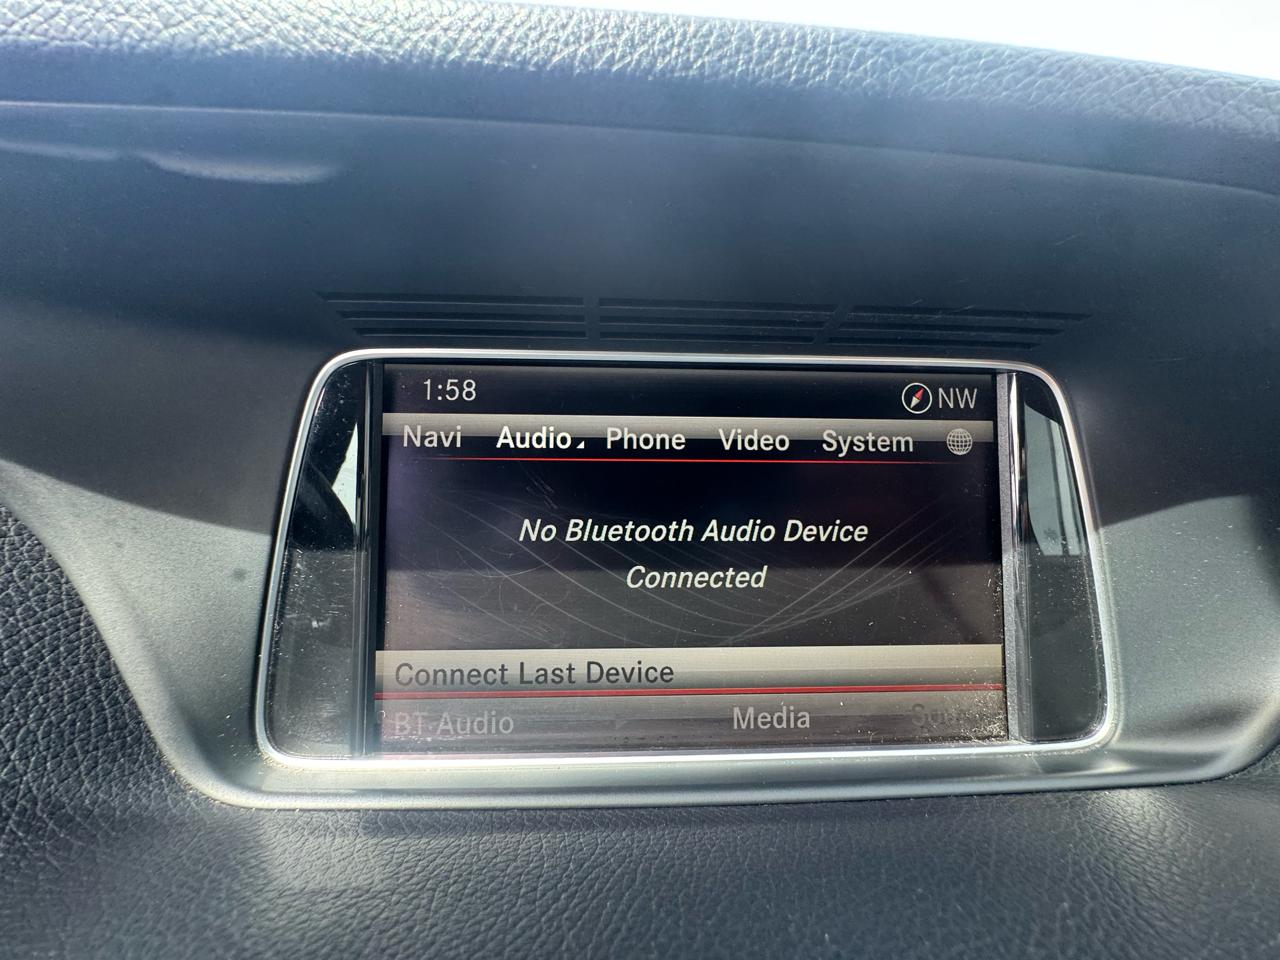 1:58 NW
Navi Audio Phone Video System
No Bluetooth Audio Device
Connected
Connect Last Device
BT Audio Media